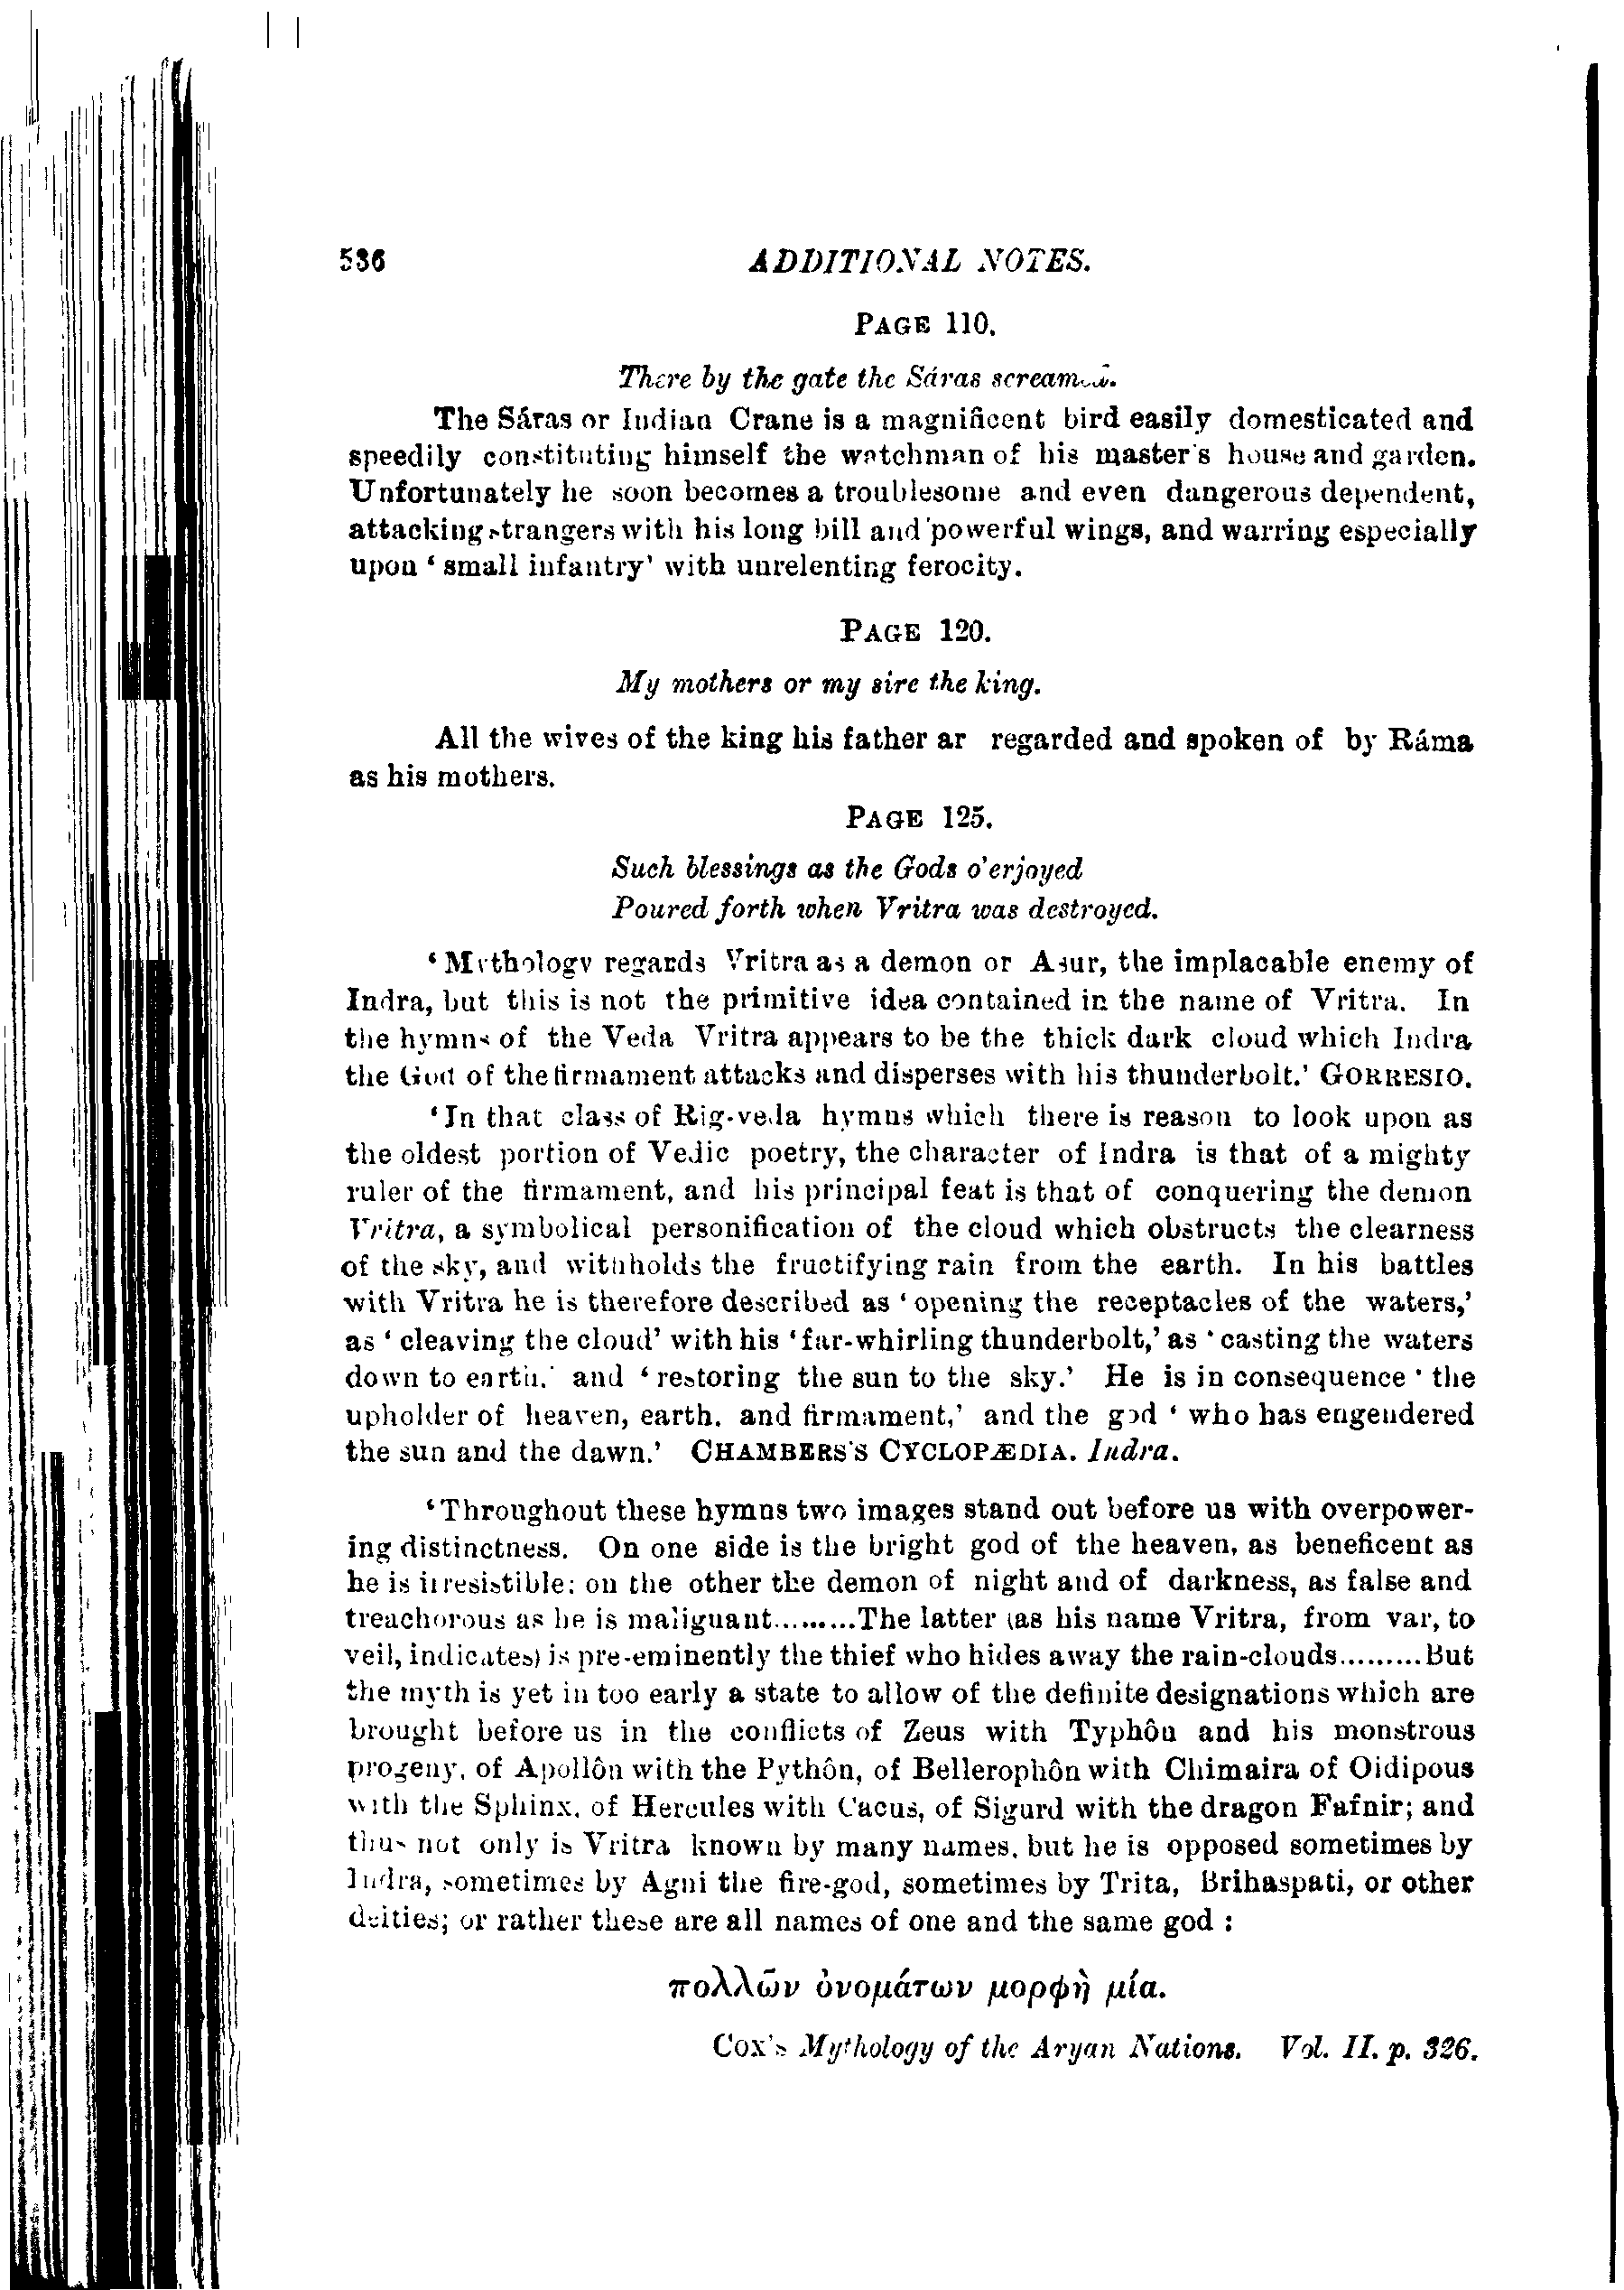 536 ADDITIONAL NOTES.
PAGE 110.
There by the gate the Sáras screamed.
The Sáras or Indian Crane is a magnificent bird easily domesticated and
speedily constituting himself the watchman of his master's house and garden.
Unfortunately he soon becomes a troublesome and even dangerous dependent,
attacking strangers with his long bill and powerful wings, and warring especially
upon ‘ small infantry’ with unrelenting ferocity.
PAGE 120.
My mothers or my sire the king.
All the wives of the king his father ar regarded and spoken of by Ráma
as his mothers.
PAGE 125.
Such blessings as the Gods o'erjoyed
Poured forth when Vritra was destroyed.
‘Mythology regards Vritra as a demon or Asur, the implacable enemy of
Indra, but this is not the primitive idea contained in the name of Vritra. In
the hymns of the Veda Vritra appears to be the thick dark cloud which Indra
the God of the firmament attacks and disperses with his thunderbolt.’ GORRESIO.
‘In that class of Rig-veda hymns which there is reason to look upon as
the oldest portion of Vedic poetry, the character of Indra is that of a mighty
ruler of the firmament, and his principal feat is that of conquering the demon
Vritra, a symbolical personification of the cloud which obstructs the clearness
of the sky, and withholds the fructifying rain from the earth. In his battles
with Vritra he is therefore described as ‘ opening the receptacles of the waters,’
as ‘ cleaving the cloud’ with his ‘far-whirling thunderbolt,’ as ‘ casting the waters
down to earth,’ and ‘restoring the sun to the sky.’ He is in consequence ‘ the
upholder of heaven, earth, and firmament,’ and the god ‘ who has engendered
the sun and the dawn.’ CHAMBERS'S CYCLOPÆDIA. Indra.
‘Throughout these hymns two images stand out before us with overpower-
ing distinctness. On one side is the bright god of the heaven, as beneficent as
he is irresistible: on the other the demon of night and of darkness, as false and
treachorous as he is malignant.........The latter (as his name Vritra, from var, to
veil, indicates) is pre-eminently the thief who hides away the rain-clouds.........But
the myth is yet in too early a state to allow of the definite designations which are
brought before us in the conflicts of Zeus with Typhôn and his monstrous
progeny, of Apollôn with the Pythôn, of Bellerophôn with Chimaira of Oidipous
with the Sphinx, of Hercules with Cacus, of Sigurd with the dragon Fafnir; and
thus not only is Vritra known by many names, but he is opposed sometimes by
Indra, sometimes by Agni the fire-god, sometimes by Trita, Brihaspati, or other
deities; or rather these are all names of one and the same god :
πολλῶν ὀνομάτων μορφὴ μία.
Cox's Mythology of the Aryan Nations. Vol. II. p. 326.